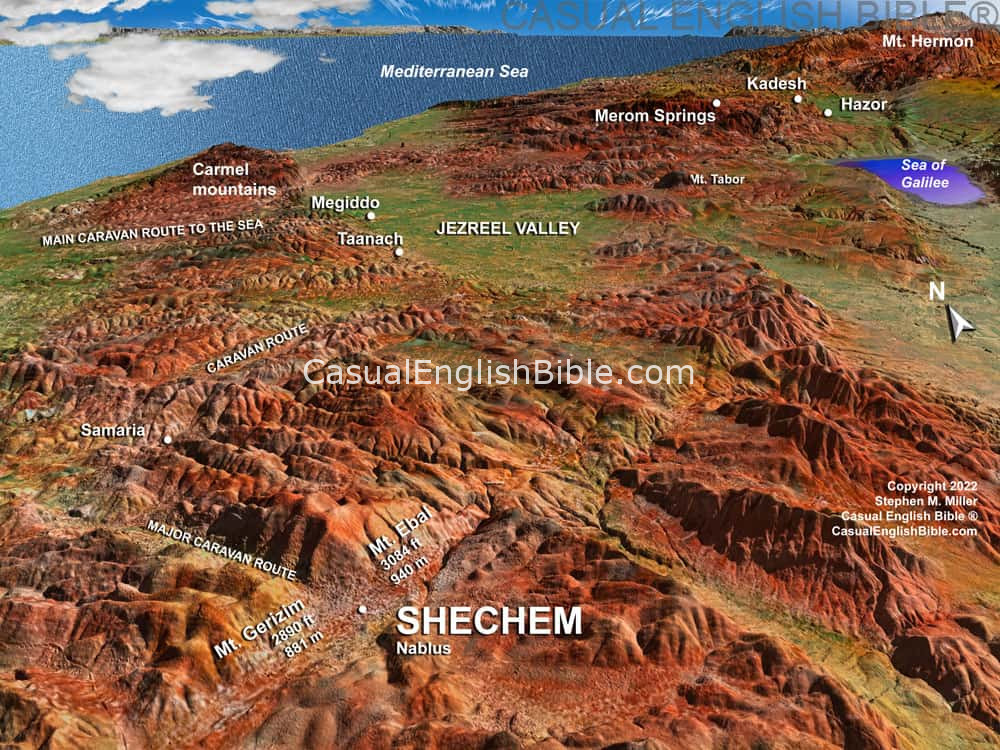 CASUAL ENGLISH BIBLE®
Mt. Hermon
Mediterranean Sea
Kadesh
Hazor
Merom Springs
Sea of
Galilee
Carmel
mountains
Mt. Tabor
Megiddo
MAIN CARAVAN ROUTE TO THE SEA
JEZREEL VALLEY
Taanach
N
CARAVAN ROUTE
CasualEnglishBible.com
Samaria
Copyright 2022
Stephen M. Miller
Casual English Bible ®
CasualEnglishBible.com
Mt. Ebal
3084 ft
940 m
MAJOR CARAVAN ROUTE
Mt. Gerizim
2890 ft
881 m
SHECHEM
Nablus